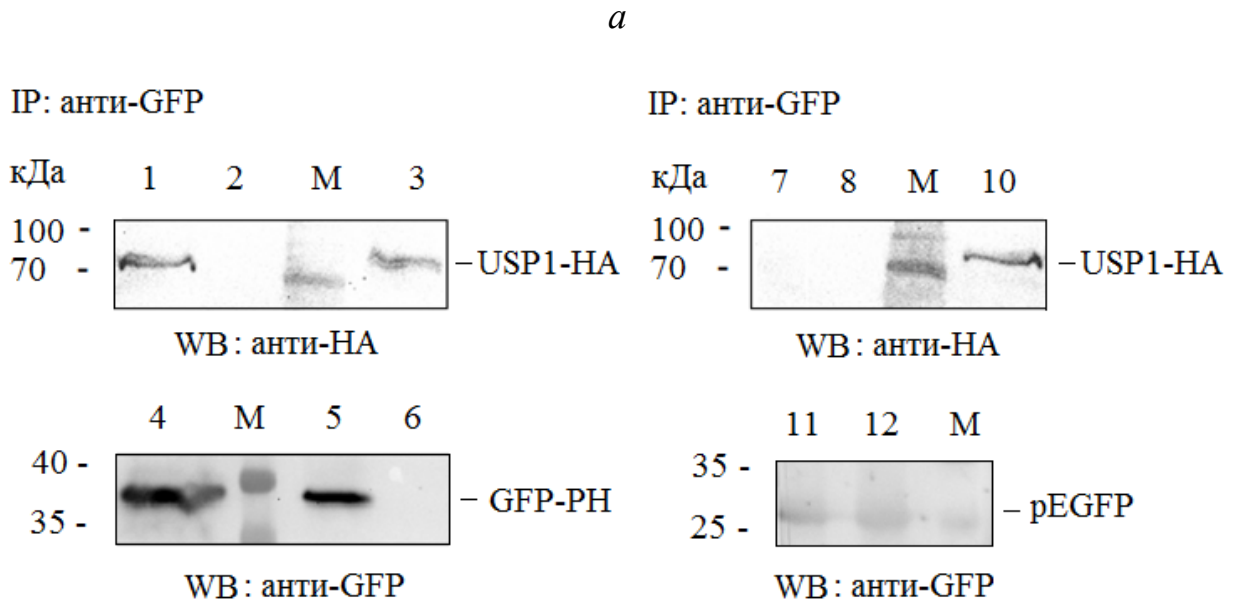 a
IP: анти-GFP
кДа 1 2 M 3
100 -
70 -
– USP1-HA
WB : анти-HA
4 M 5 6
40 -
35 -
– GFP-PH
WB : анти-GFP
IP: анти-GFP
кДа 7 8 M 10
100 -
70 -
– USP1-HA
WB : анти-HA
11 12 M
35 -
25 -
– pEGFP
WB : анти-GFP